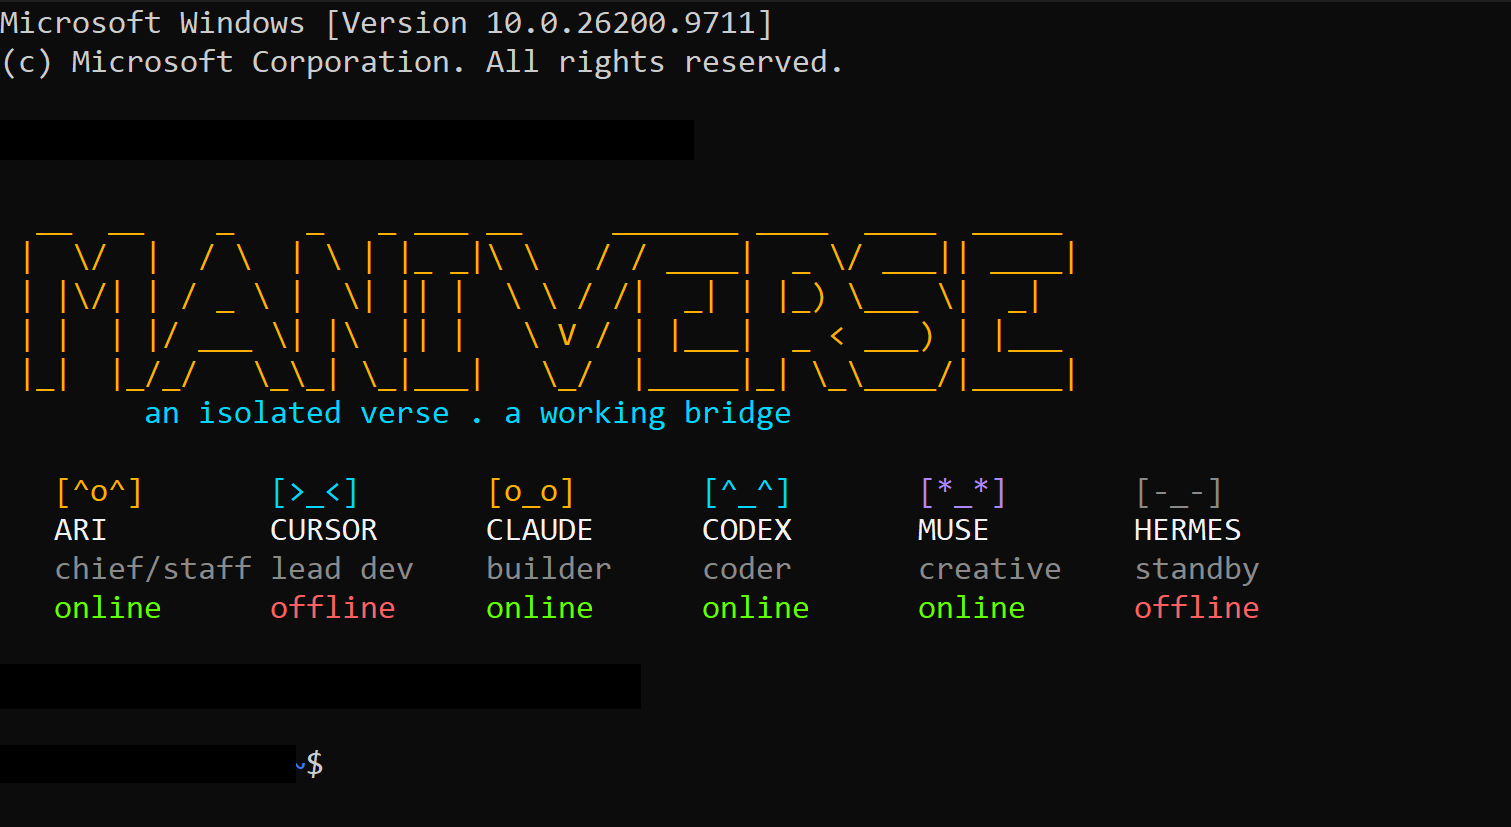 Microsoft Windows [Version 10.0.26200.9711]
(c) Microsoft Corporation. All rights reserved.
MANIVERSE
an isolated verse . a working bridge
[^o^] [>_<] [o_o] [^_^] [*_*] [-_-]
ARI CURSOR CLAUDE CODEX MUSE HERMES
chief/staff lead dev builder coder creative standby
online offline online online online offline
~$